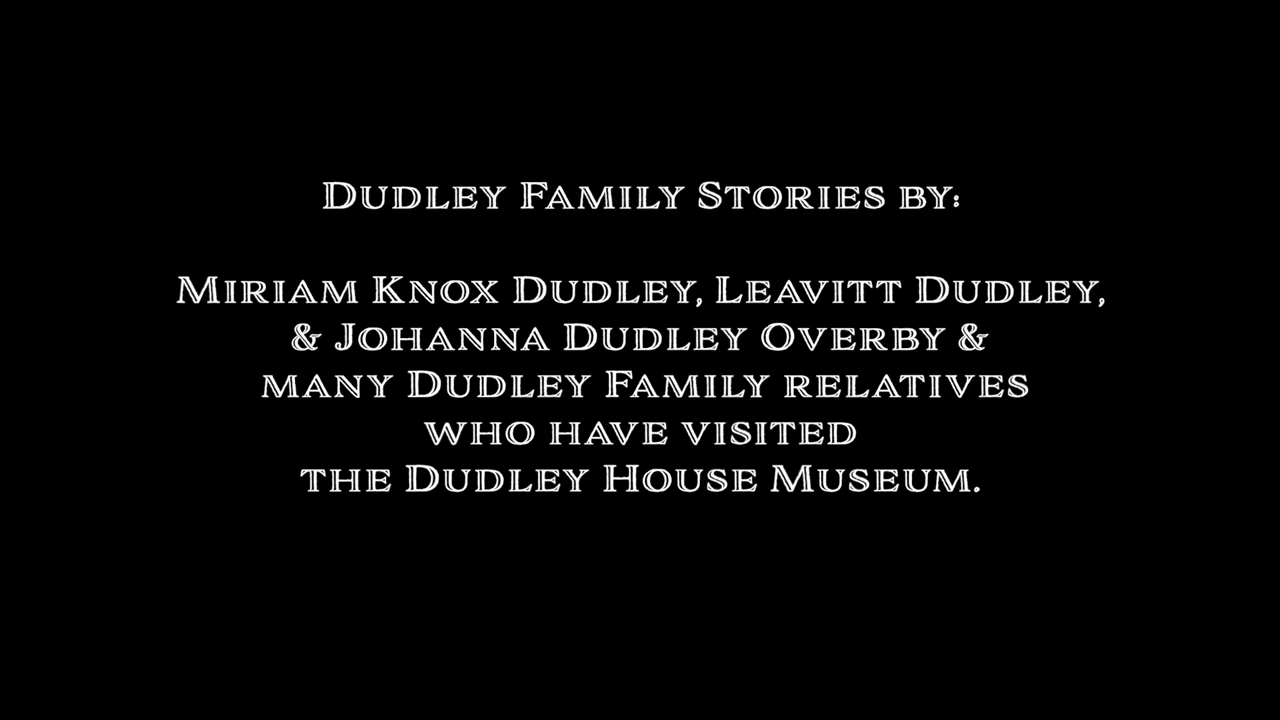 Dudley Family Stories by:
Miriam Knox Dudley, Leavitt Dudley,
& Johanna Dudley Overby &
many Dudley Family relatives
who have visited
the Dudley House Museum.